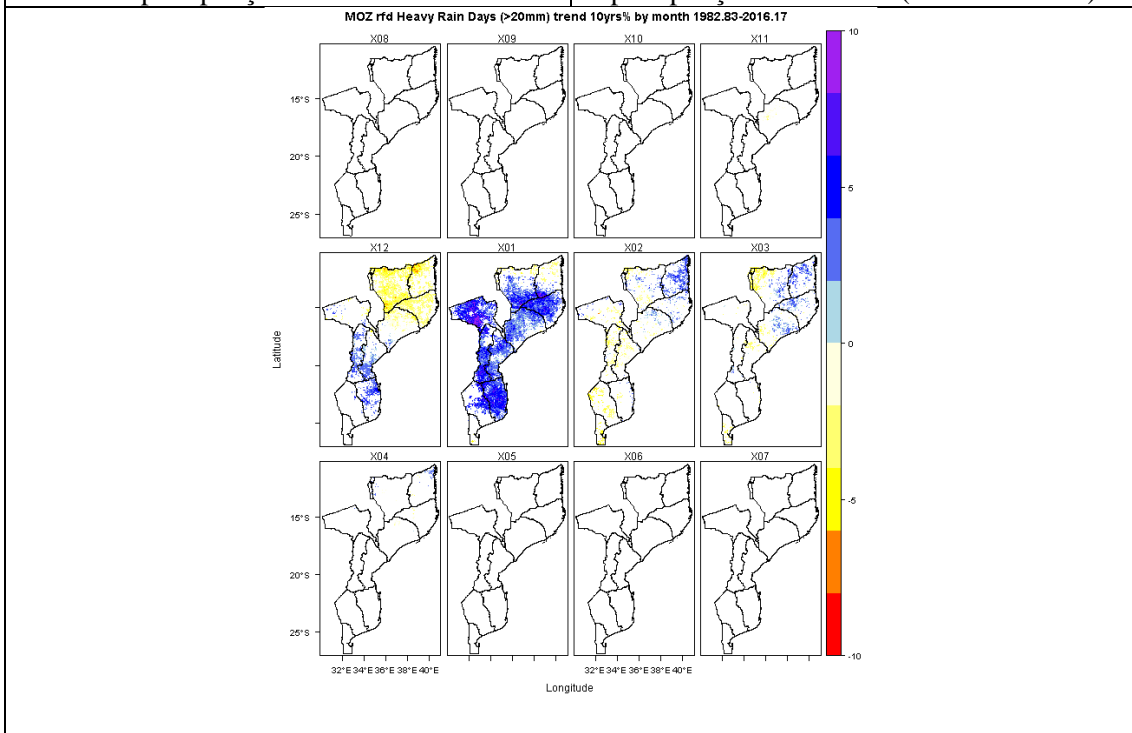 MOZ rfd Heavy Rain Days (>20mm) trend 10yrs% by month 1982.83-2016.17
X08 X09 X10 X11
10
15°S
20°S
25°S
5
X12 X01 X02 X03
0
Latitude
X04 X05 X06 X07
-5
15°S
20°S
25°S
-10
32°E 34°E 36°E 38°E 40°E 32°E 34°E 36°E 38°E 40°E
Longitude